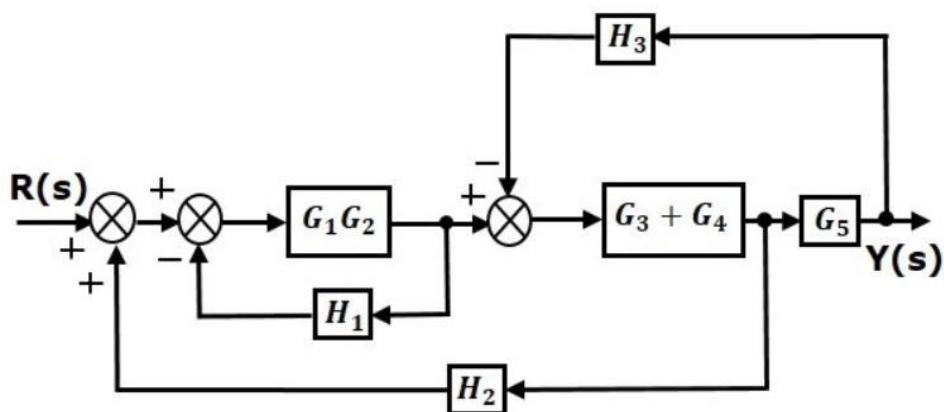 H₃
−
R(s) + + G₁G₂ + G₃ + G₄ G₅
+ − Y(s)
H₁
H₂